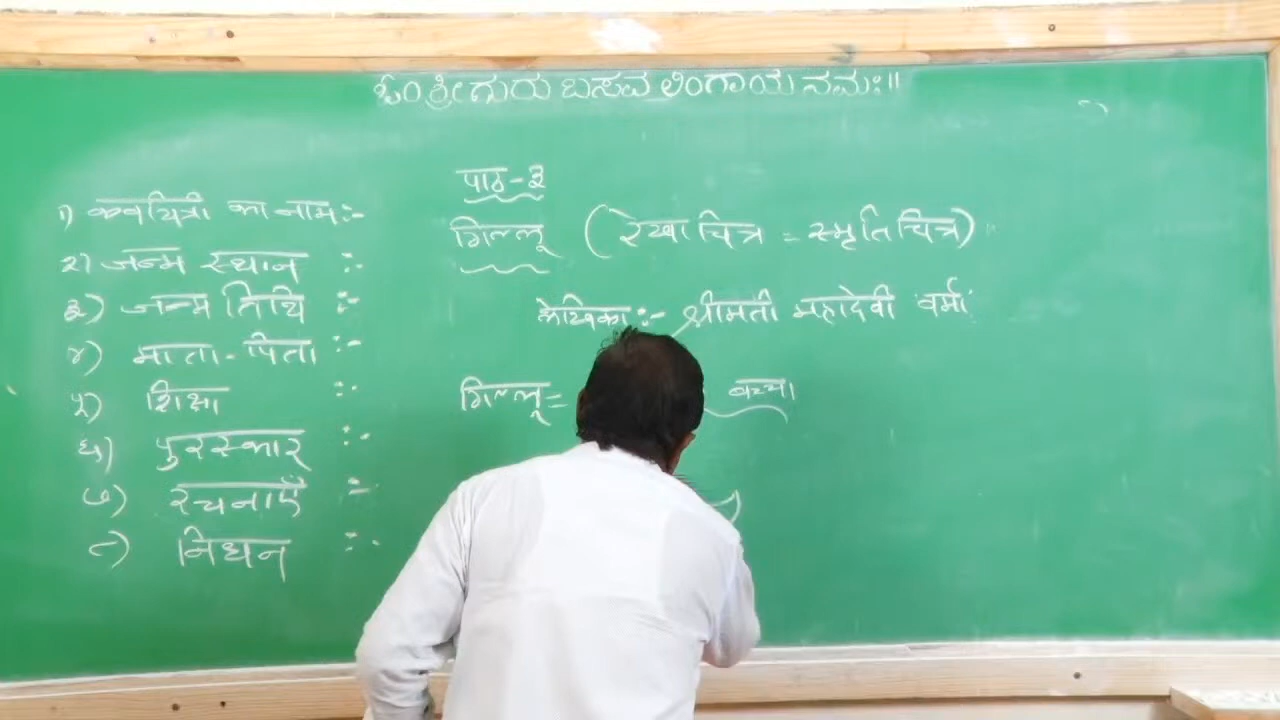 ಓಂ ಶ್ರೀ ಗುರು ಬಸವ ಲಿಂಗಾಯ ನಮಃ ॥
पाठ-३
गिल्लू (रेखा चित्र = स्मृति चित्र)
लेखिका :- श्रीमती महादेवी वर्मा
गिल्लू = बच्चा
१) कवयित्री का नाम :-
२) जन्म स्थान :-
३) जन्म तिथि :-
४) माता - पिता :-
५) शिक्षा :-
६) पुरस्कार :-
७) रचनाएँ :-
८) निधन :-